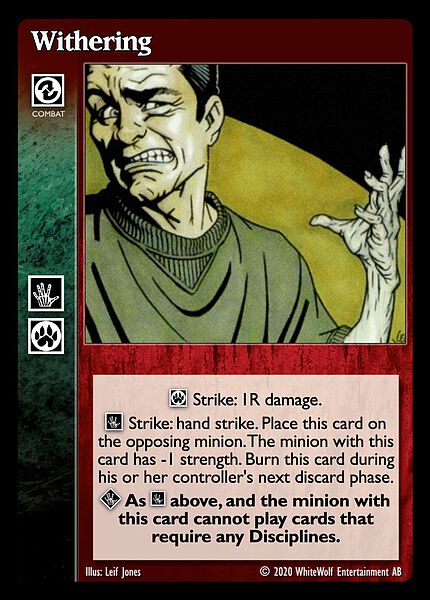 Withering
COMBAT
Strike: 1R damage.
Strike: hand strike. Place this card on
the opposing minion. The minion with this
card has -1 strength. Burn this card during
his or her controller's next discard phase.
As above, and the minion with
this card cannot play cards that
require any Disciplines.
Illus: Leif Jones © 2020 WhiteWolf Entertainment AB